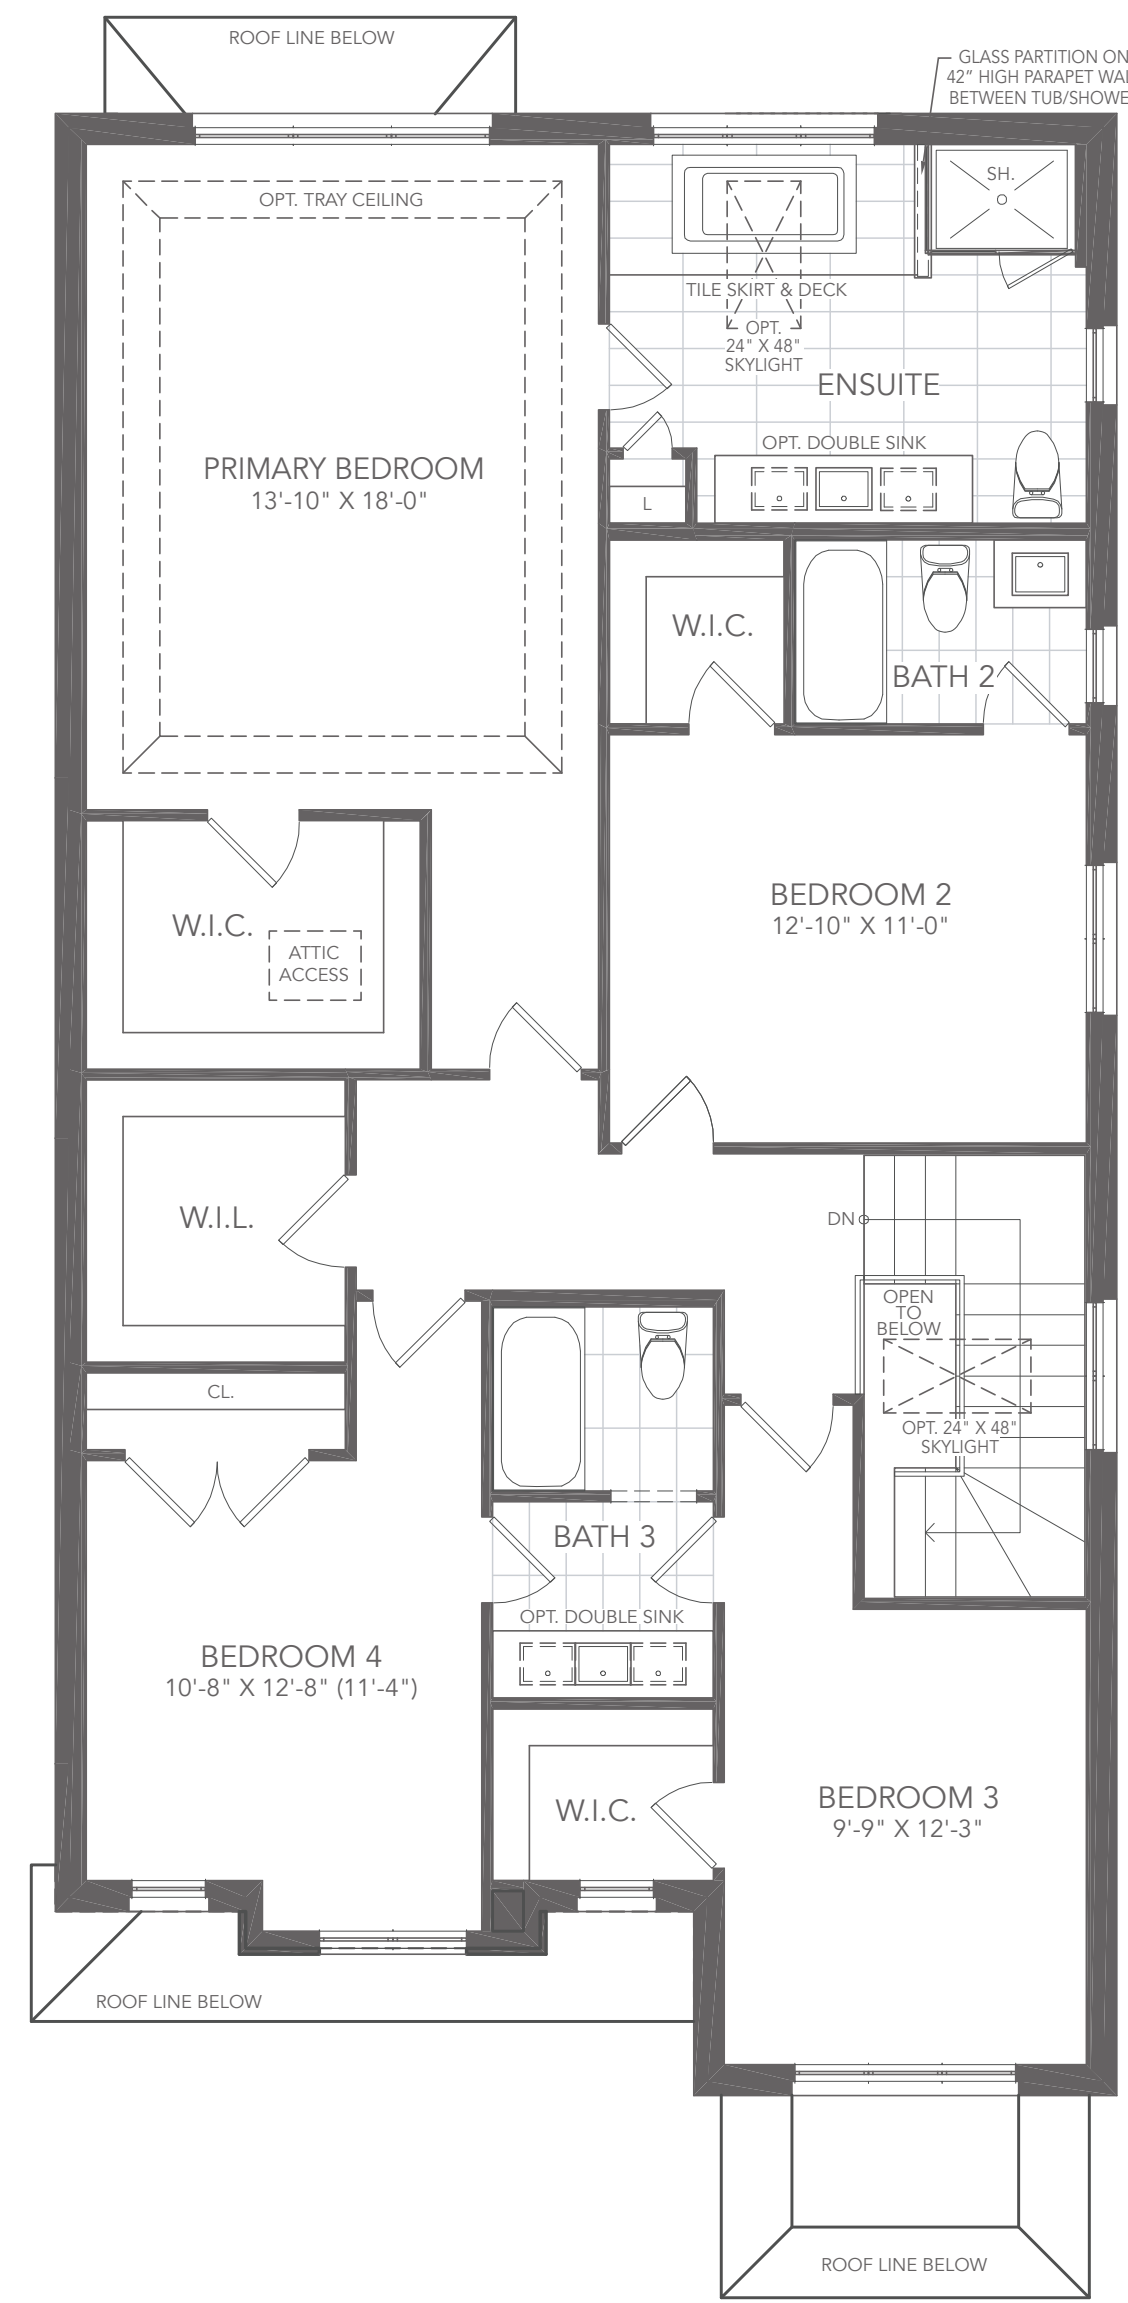 ROOF LINE BELOW
GLASS PARTITION ON
42” HIGH PARAPET WAL
BETWEEN TUB/SHOWE
SH.
OPT. TRAY CEILING
TILE SKIRT & DECK
OPT.
24" X 48"
SKYLIGHT
ENSUITE
OPT. DOUBLE SINK
PRIMARY BEDROOM
13'-10" X 18'-0"
L
W.I.C.
BATH 2
BEDROOM 2
12'-10" X 11'-0"
W.I.C.
ATTIC
ACCESS
W.I.L.
DN
OPEN
TO
BELOW
OPT. 24" X 48"
SKYLIGHT
CL.
BATH 3
OPT. DOUBLE SINK
BEDROOM 4
10'-8" X 12'-8" (11'-4")
W.I.C.
BEDROOM 3
9'-9" X 12'-3"
ROOF LINE BELOW
ROOF LINE BELOW